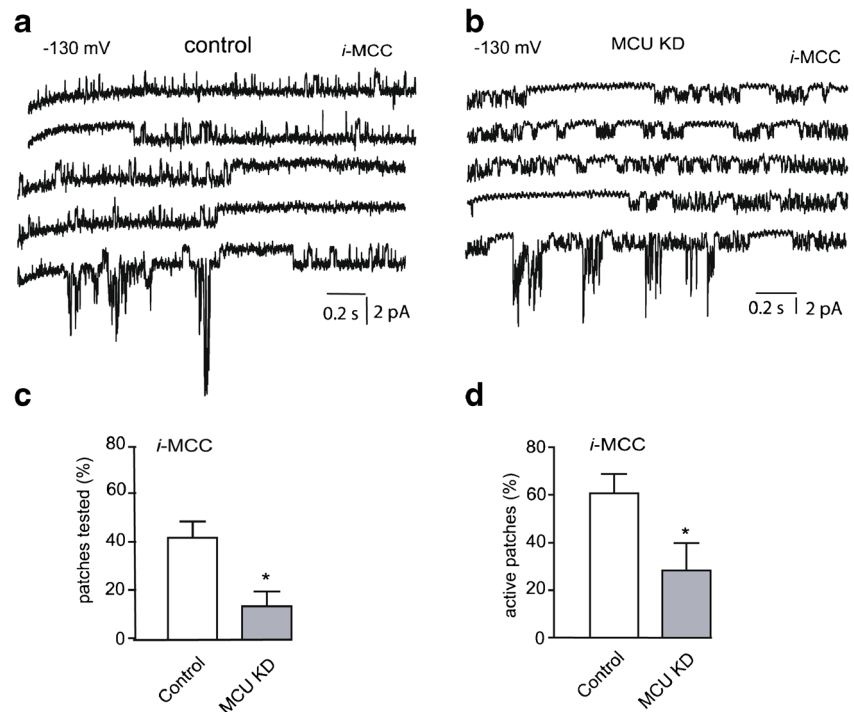 a
-130 mV control i-MCC
0.2 s 2 pA
b
-130 mV MCU KD i-MCC
0.2 s 2 pA
c
i-MCC
patches tested (%)
80
60
40
20
0
*
Control
MCU KD
d
i-MCC
active patches (%)
80
60
40
20
0
*
Control
MCU KD